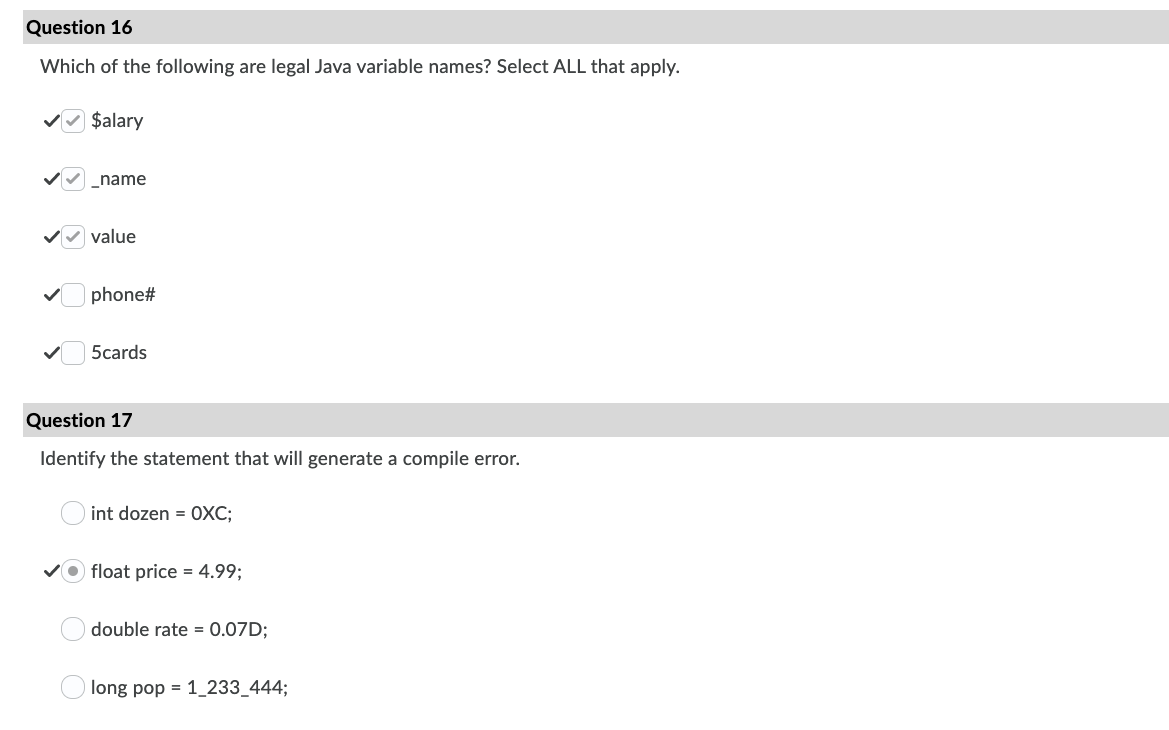 Question 16
Which of the following are legal Java variable names? Select ALL that apply.
$alary
_name
value
phone#
5cards
Question 17
Identify the statement that will generate a compile error.
int dozen = 0XC;
float price = 4.99;
double rate = 0.07D;
long pop = 1_233_444;